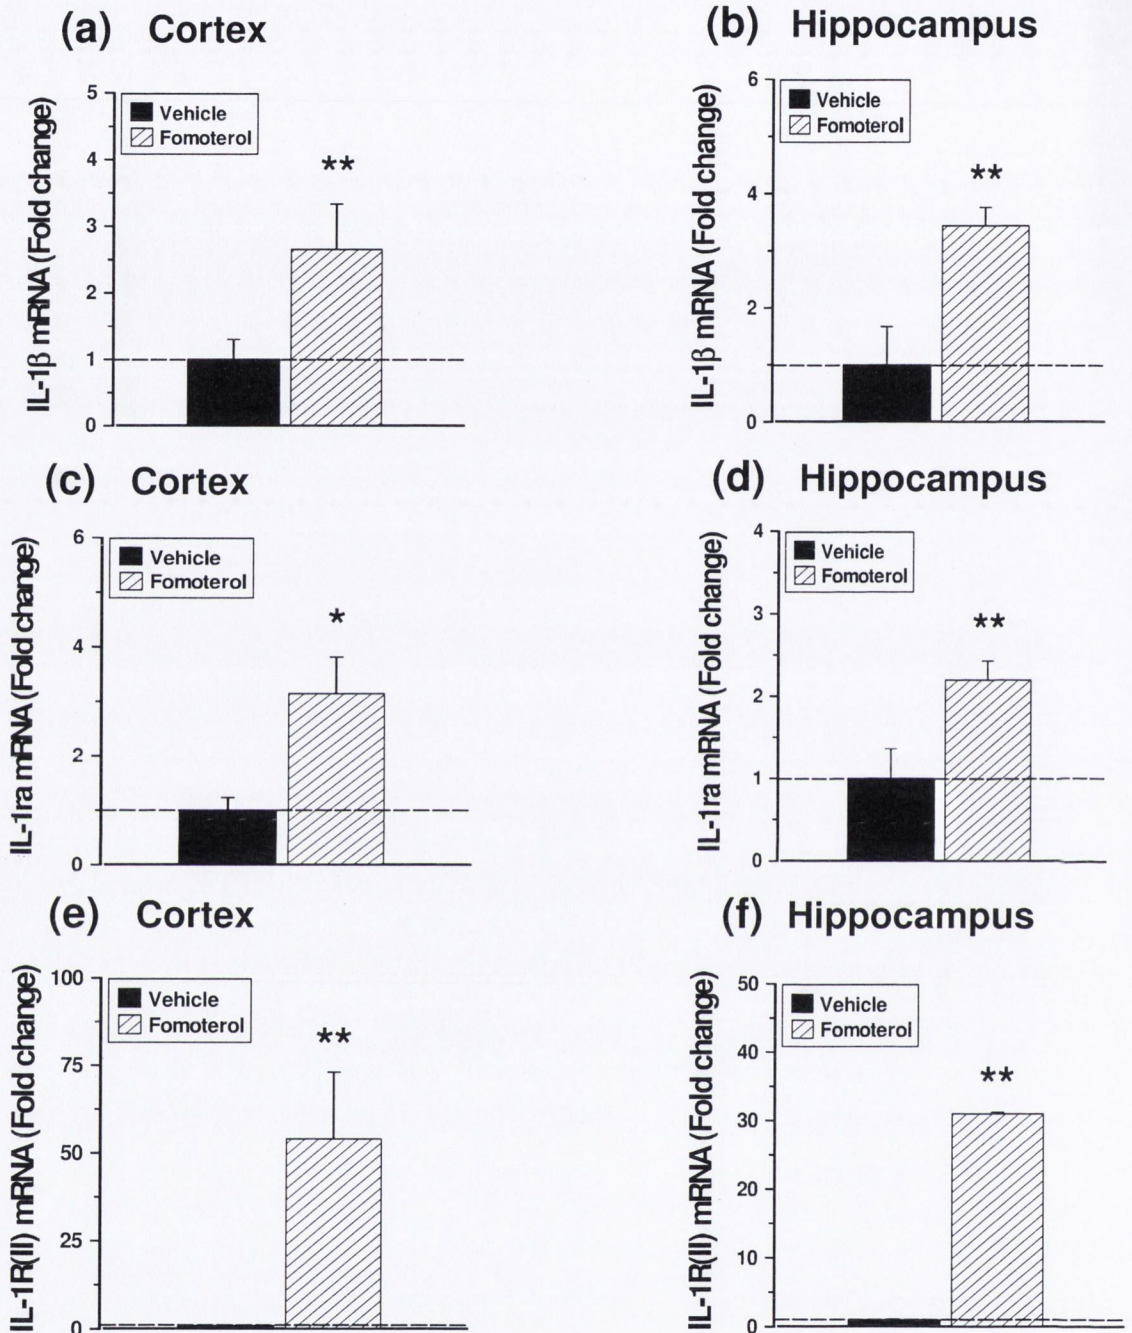 (a) Cortex
IL-1β mRNA (Fold change)
5
4
3
2
1
0
Vehicle
Fomoterol
**
(b) Hippocampus
IL-1β mRNA (Fold change)
6
4
2
0
Vehicle
Fomoterol
**
(c) Cortex
IL-1ra mRNA (Fold change)
6
4
2
0
Vehicle
Fomoterol
*
(d) Hippocampus
IL-1ra mRNA (Fold change)
4
3
2
1
0
Vehicle
Fomoterol
**
(e) Cortex
IL-1R(II) mRNA (Fold change)
100
75
50
25
0
Vehicle
Fomoterol
**
(f) Hippocampus
IL-1R(II) mRNA (Fold change)
50
40
30
20
10
0
Vehicle
Fomoterol
**